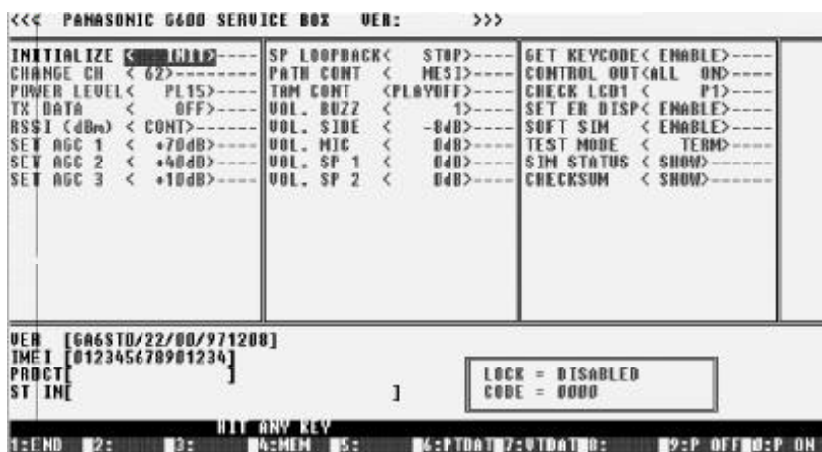 <<< PANASONIC G600 SERVICE BOX VER: >>>
INITIALIZE < INIT>---- SP LOOPBACK< STOP>---- GET KEYCODE< ENABLE>----
CHANGE CH < 62>--------- PATH CONT < MESI>---- CONTROL OUT<ALL ON>----
POWER LEVEL< PL15>---- TAM CONT <PLAYOFF>---- CHECK LCD1 < P1>----
TX DATA < OFF>---- VOL. BUZZ < 1>---- SET ER DISP< ENABLE>----
RSSI (dBm) < CONT>------ VOL. SIDE < -8dB>---- SOFT SIM < ENABLE>----
SET AGC 1 < +70dB>---- VOL. MIC < 0dB>---- TEST MODE < TERM>----
SET AGC 2 < +40dB>---- VOL. SP 1 < 0dB>---- SIM STATUS < SHOW>------
SET AGC 3 < +10dB>---- VOL. SP 2 < 0dB>---- CHECKSUM < SHOW>------
VER [GA6STD/22/00/971208]
IMEI [012345678901234]
PRDCT[ ]
ST IN[ ]
LOCK = DISABLED
CODE = 0000
HIT ANY KEY
1:END 2: 3: 4:MEM 5: 6:PTDAT 7:VTDAT 8: 9:P OFF 0:P ON